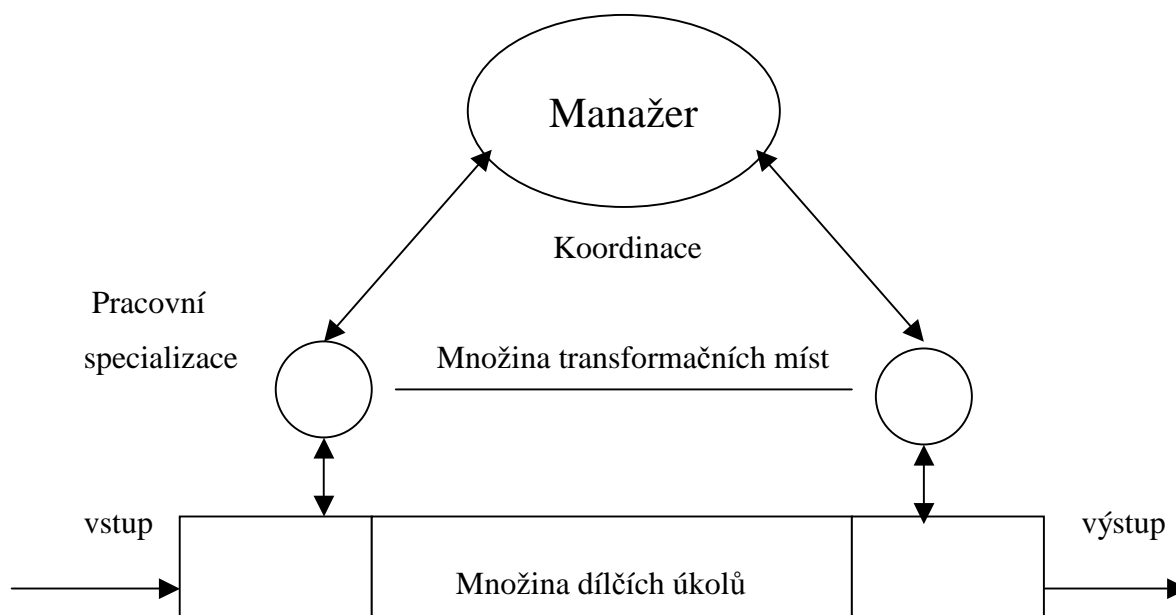 Manažer
Koordinace
Pracovní
specializace
Množina transformačních míst
vstup
výstup
Množina dílčích úkolů